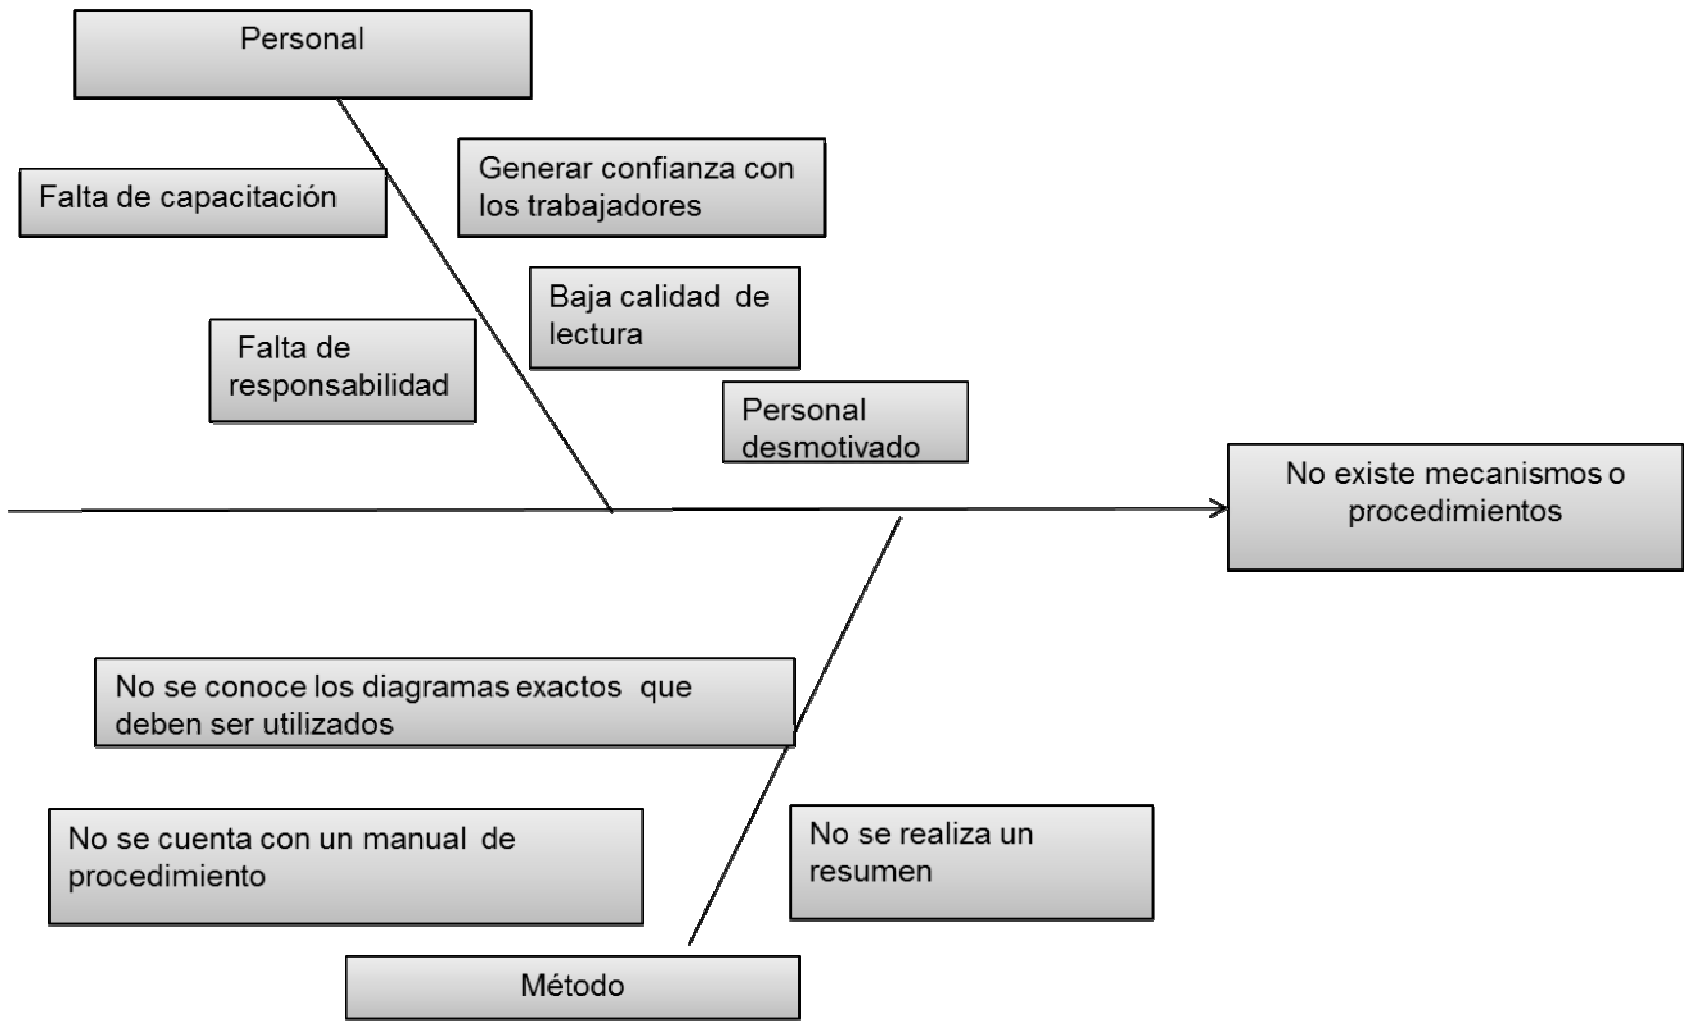 Personal
Falta de capacitación
Generar confianza con
los trabajadores
Baja calidad de
lectura
Falta de
responsabilidad
Personal
desmotivado
No existe mecanismos o
procedimientos
No se conoce los diagramas exactos que
deben ser utilizados
No se cuenta con un manual de
procedimiento
No se realiza un
resumen
Método